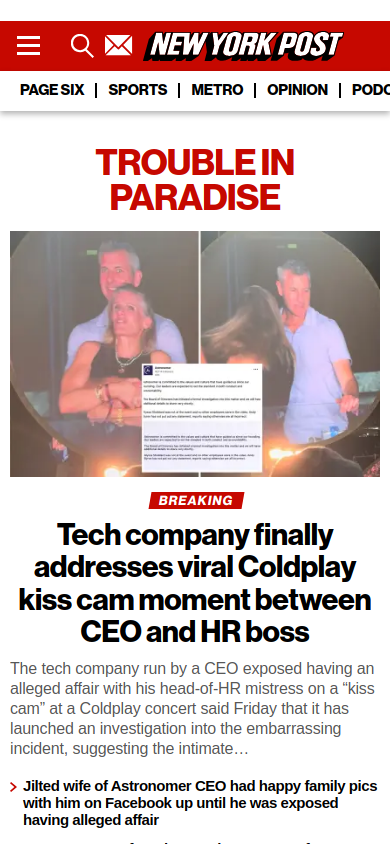 NEW YORK POST
PAGE SIX | SPORTS | METRO | OPINION | PODC
TROUBLE IN
PARADISE
Astronomer
BREAKING
Tech company finally
addresses viral Coldplay
kiss cam moment between
CEO and HR boss
The tech company run by a CEO exposed having an
alleged affair with his head-of-HR mistress on a “kiss
cam” at a Coldplay concert said Friday that it has
launched an investigation into the embarrassing
incident, suggesting the intimate…
Jilted wife of Astronomer CEO had happy family pics
with him on Facebook up until he was exposed
having alleged affair